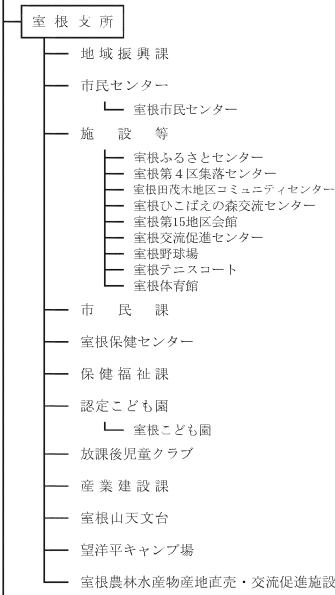 室根支所
地域振興課
市民センター
室根市民センター
施設等
室根ふるさとセンター
室根第４区集落センター
室根田茂木地区コミュニティセンター
室根ひこばえの森交流センター
室根第15地区会館
室根交流促進センター
室根野球場
室根テニスコート
室根体育館
市民課
室根保健センター
保健福祉課
認定こども園
室根こども園
放課後児童クラブ
産業建設課
室根山天文台
望洋平キャンプ場
室根農林水産物産地直売・交流促進施設